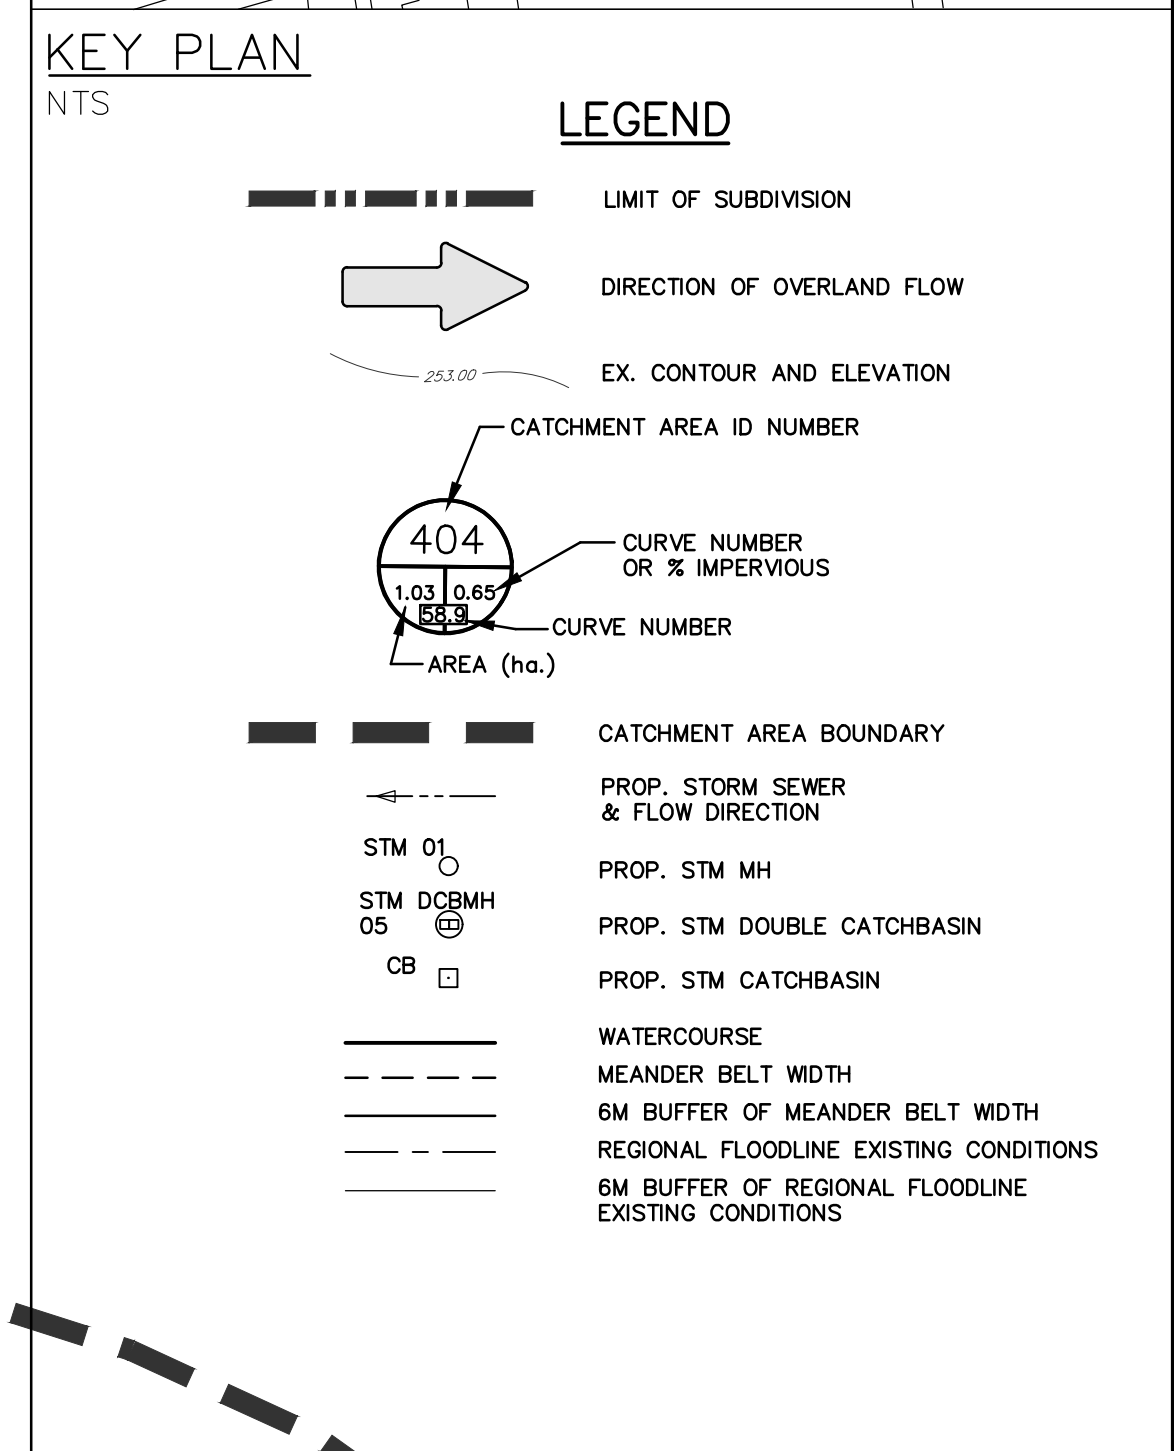 KEY PLAN
NTS
LEGEND
LIMIT OF SUBDIVISION
DIRECTION OF OVERLAND FLOW
253.00
EX. CONTOUR AND ELEVATION
CATCHMENT AREA ID NUMBER
404
CURVE NUMBER
OR % IMPERVIOUS
1.03 0.65
58.9
CURVE NUMBER
AREA (ha.)
CATCHMENT AREA BOUNDARY
PROP. STORM SEWER
& FLOW DIRECTION
STM 01
PROP. STM MH
STM DCBMH
05
PROP. STM DOUBLE CATCHBASIN
CB
PROP. STM CATCHBASIN
WATERCOURSE
MEANDER BELT WIDTH
6M BUFFER OF MEANDER BELT WIDTH
REGIONAL FLOODLINE EXISTING CONDITIONS
6M BUFFER OF REGIONAL FLOODLINE
EXISTING CONDITIONS